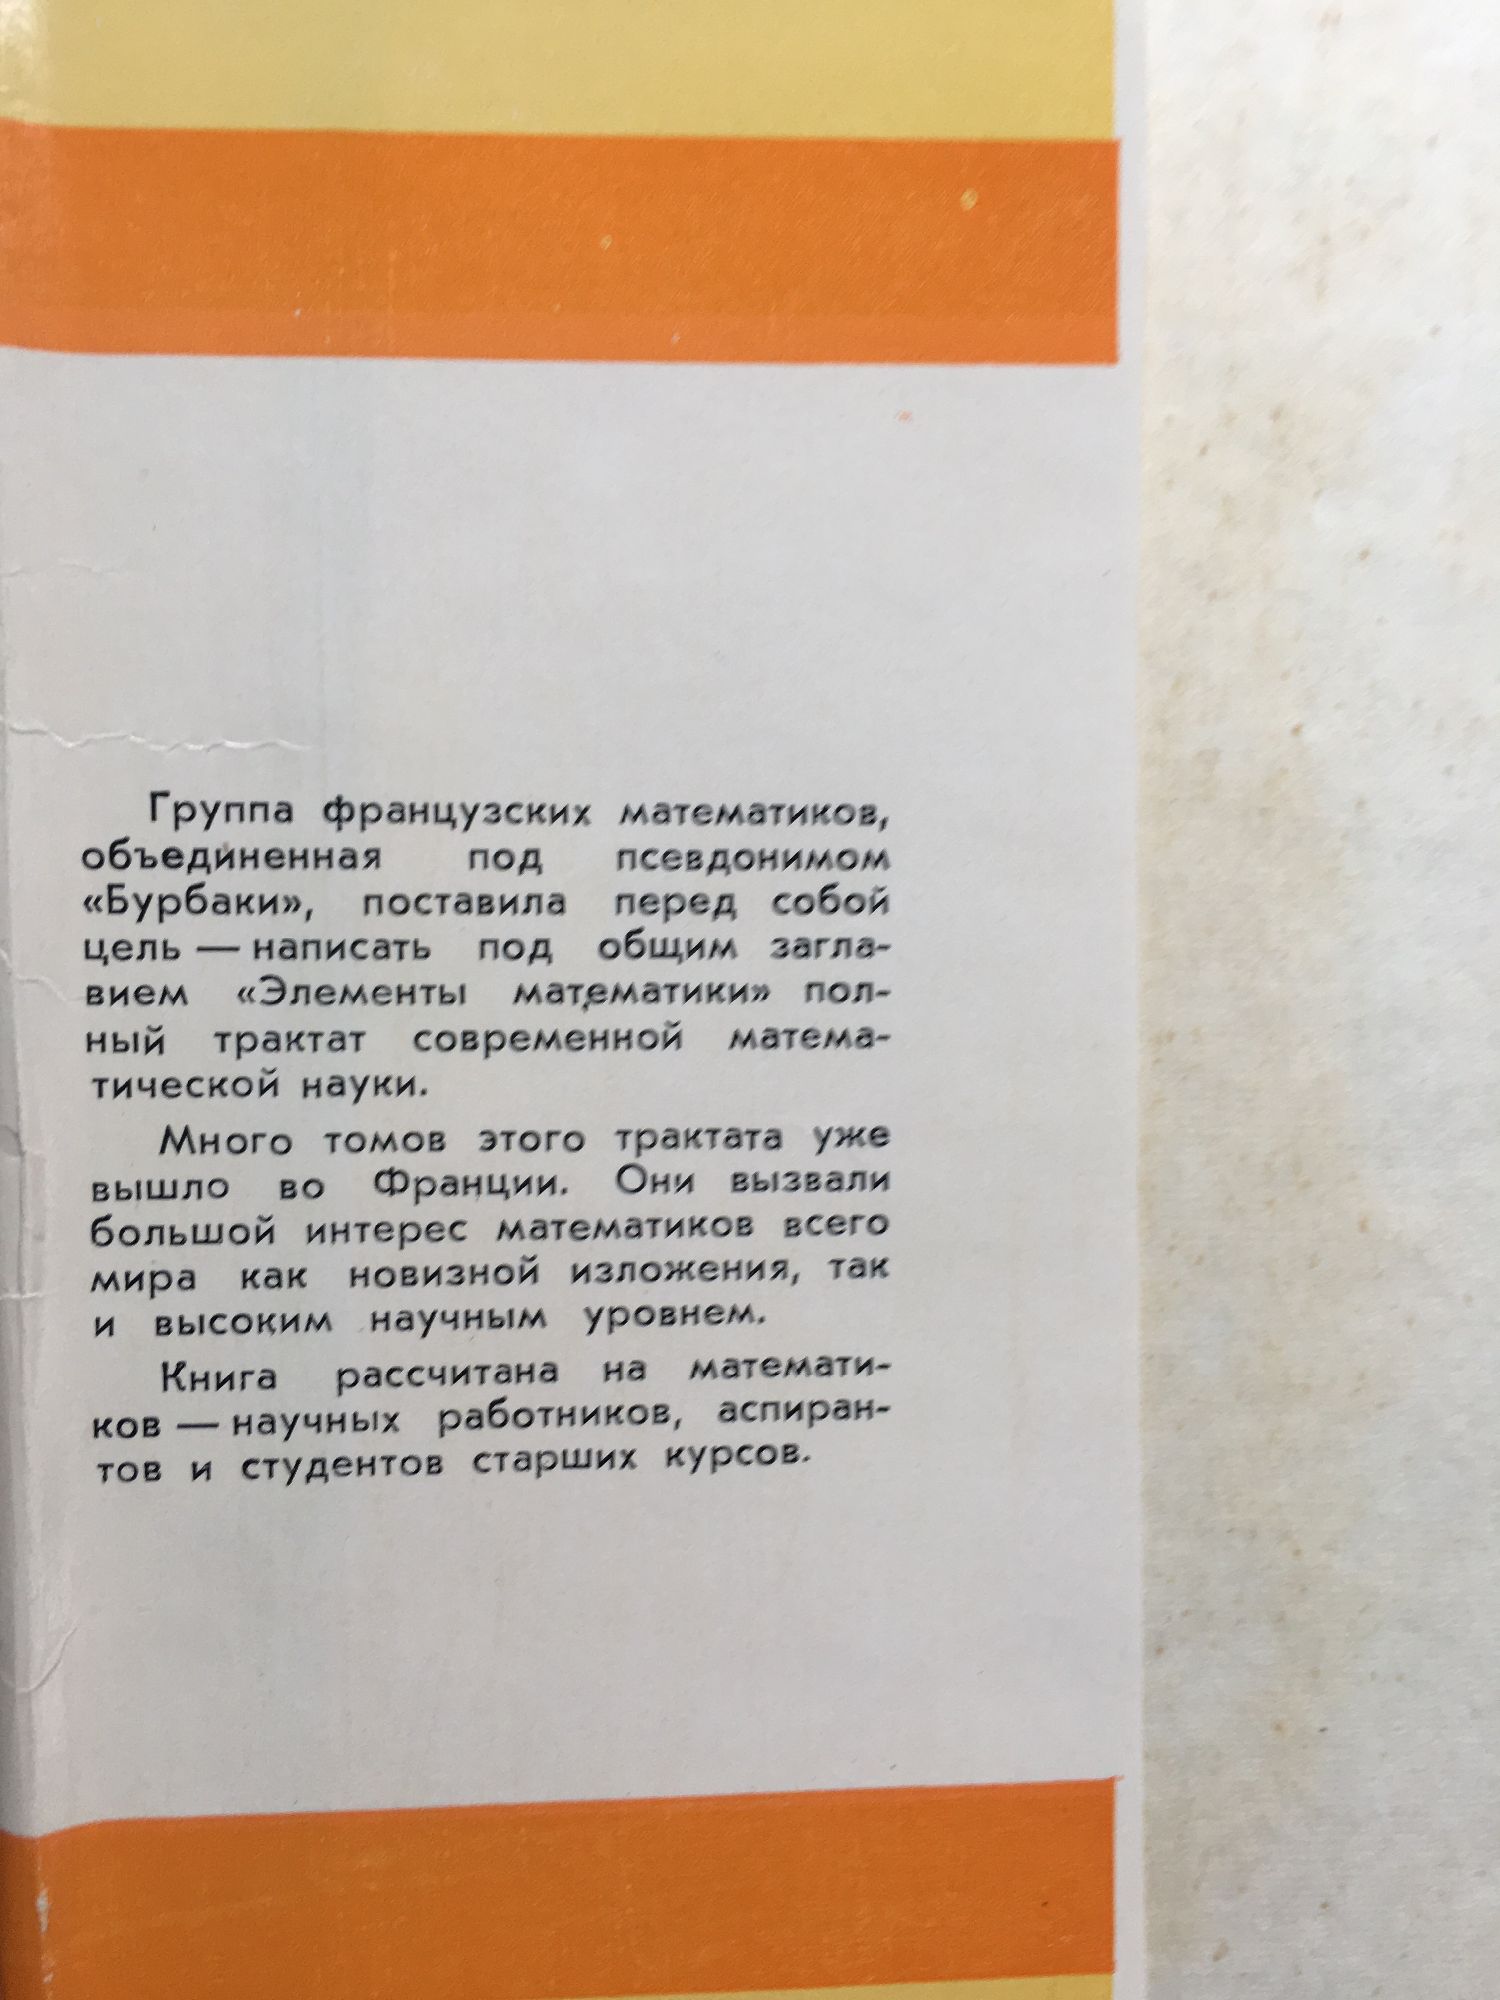 Группа французских математиков,
объединенная под псевдонимом
«Бурбаки», поставила перед собой
цель — написать под общим загла-
вием «Элементы математики» пол-
ный трактат современной матема-
тической науки.
Много томов этого трактата уже
вышло во Франции. Они вызвали
большой интерес математиков всего
мира как новизной изложения, так
и высоким научным уровнем.
Книга рассчитана на математи-
ков — научных работников, аспиран-
тов и студентов старших курсов.